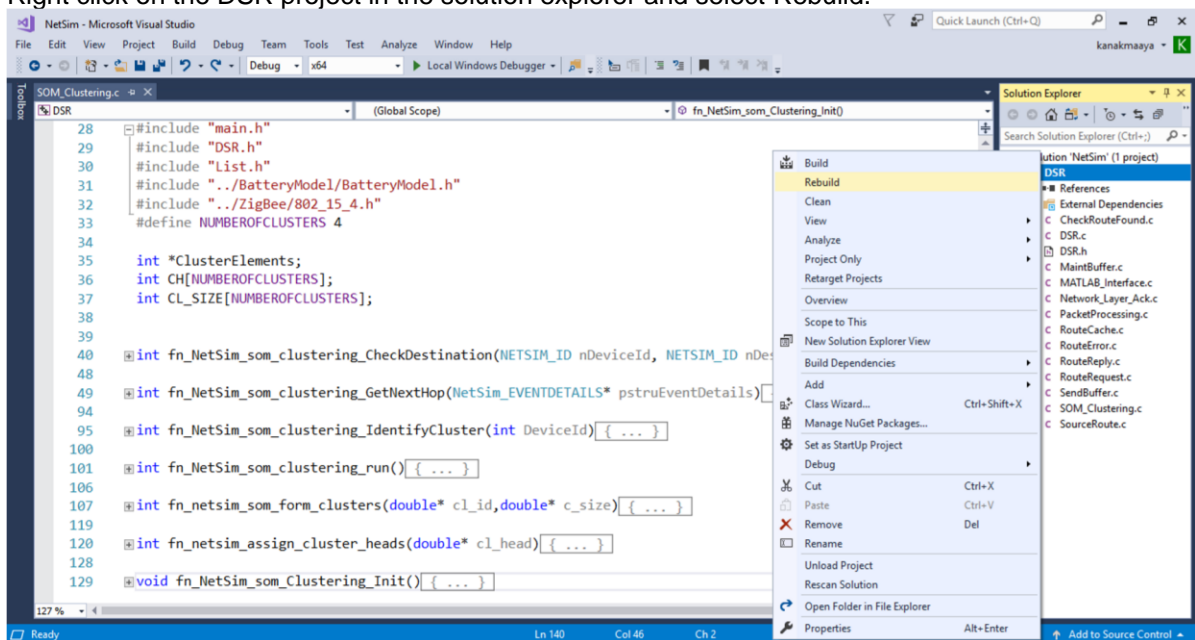 Right click on the DSR project in the solution explorer and select Rebuild.
NetSim - Microsoft Visual Studio
Quick Launch (Ctrl+Q)
File Edit View Project Build Debug Team Tools Test Analyze Window Help
kanakmaaya K
Debug x64 Local Windows Debugger
Toolbox
SOM_Clustering.c
DSR (Global Scope) fn_NetSim_som_Clustering_Init()
28 #include "main.h"
29 #include "DSR.h"
30 #include "List.h"
31 #include "../BatteryModel/BatteryModel.h"
32 #include "../ZigBee/802_15_4.h"
33 #define NUMBEROFCLUSTERS 4
34
35 int *ClusterElements;
36 int CH[NUMBEROFCLUSTERS];
37 int CL_SIZE[NUMBEROFCLUSTERS];
38
39
40 int fn_NetSim_som_clustering_CheckDestination(NETSIM_ID nDeviceId, NETSIM_ID nDes
48
49 int fn_NetSim_som_clustering_GetNextHop(NetSim_EVENTDETAILS* pstruEventDetails)
94
95 int fn_NetSim_som_clustering_IdentifyCluster(int DeviceId) { ... }
100
101 int fn_NetSim_som_clustering_run() { ... }
106
107 int fn_netsim_som_form_clusters(double* cl_id,double* c_size) { ... }
119
120 int fn_netsim_assign_cluster_heads(double* cl_head) { ... }
128
129 void fn_NetSim_som_Clustering_Init() { ... }
127 %
Build
Rebuild
Clean
View
Analyze
Project Only
Retarget Projects
Overview
Scope to This
New Solution Explorer View
Build Dependencies
Add
Class Wizard... Ctrl+Shift+X
Manage NuGet Packages...
Set as StartUp Project
Debug
Cut Ctrl+X
Paste Ctrl+V
Remove Del
Rename
Unload Project
Rescan Solution
Open Folder in File Explorer
Properties Alt+Enter
Solution Explorer
Search Solution Explorer (Ctrl+;)
lution 'NetSim' (1 project)
DSR
References
External Dependencies
CheckRouteFound.c
DSR.c
DSR.h
MaintBuffer.c
MATLAB_Interface.c
Network_Layer_Ack.c
PacketProcessing.c
RouteCache.c
RouteError.c
RouteReply.c
RouteRequest.c
SendBuffer.c
SOM_Clustering.c
SourceRoute.c
Ready Ln 140 Col 46 Ch 2 Add to Source Control